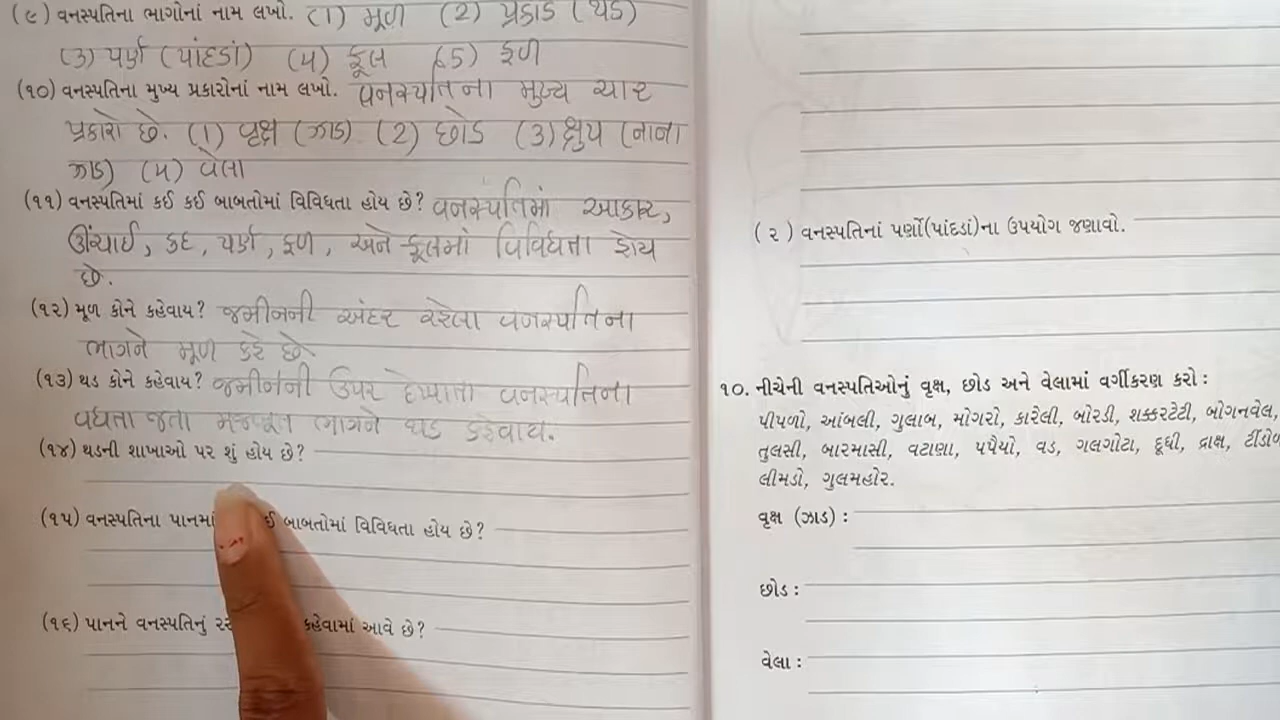 (૯) વનસ્પતિના ભાગોનાં નામ લખો. (1) મૂળ (2) પ્રકાંડ (થડ)
(૩) પર્ણ (પાંદડાં) (૪) ફૂલ (5) ફળ
(૧૦) વનસ્પતિના મુખ્ય પ્રકારોનાં નામ લખો. વનસ્પતિના મુખ્ય ચાર
પ્રકારો છે. (1) વૃક્ષ (ઝાડ) (2) છોડ (૩) ક્ષુપ (નાના
ઝાડ) (૪) વેલા
(૧૧) વનસ્પતિમાં કઈ કઈ બાબતોમાં વિવિધતા હોય છે? વનસ્પતિમાં આકાર,
ઊંચાઈ, કદ, પર્ણ, ફળ, અને ફૂલમાં વિવિધતા હોય
છે.
(૧૨) મૂળ કોને કહેવાય? જમીનની અંદર રહેલા વનસ્પતિના
ભાગને મૂળ કહે છે
(૧૩) થડ કોને કહેવાય? જમીનની ઉપર દેખાતા વનસ્પતિના
વધતા જતા મજબૂત ભાગને થડ કહેવાય.
(૧૪) થડની શાખાઓ પર શું હોય છે?
(૧૫) વનસ્પતિના પાનમાં ઈ બાબતોમાં વિવિધતા હોય છે?
(૧૬) પાનને વનસ્પતિનું કહેવામાં આવે છે?
(૨) વનસ્પતિનાં પર્ણો(પાંદડાં)ના ઉપયોગ જણાવો.
૧૦. નીચેની વનસ્પતિઓનું વૃક્ષ, છોડ અને વેલામાં વર્ગીકરણ કરો :
પીપળો, આંબલી, ગુલાબ, મોગરો, કારેલી, બોરડી, શક્કરટેટી, બોગનવેલ,
તુલસી, બારમાસી, વટાણા, પપૈયો, વડ, ગલગોટા, દૂધી, દ્રાક્ષ,
લીમડો, ગુલમહોર.
વૃક્ષ (ઝાડ) :
છોડ :
વેલા :